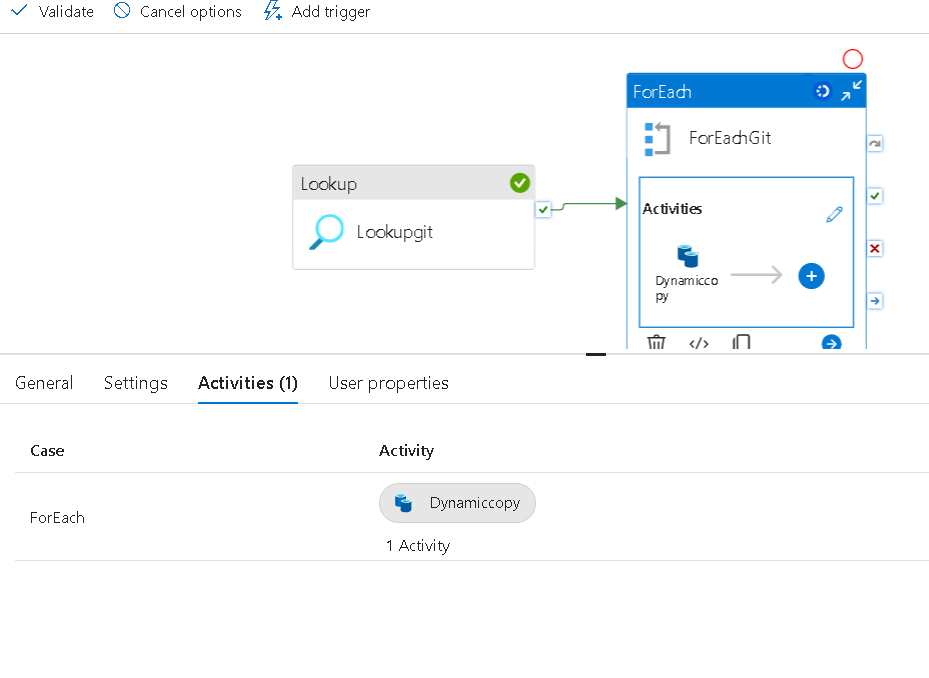 Validate Cancel options Add trigger
ForEach
ForEachGit
Lookup
Lookupgit
Activities
Dynamicco
py
General Settings Activities (1) User properties
Case Activity
Dynamiccopy
ForEach
1 Activity